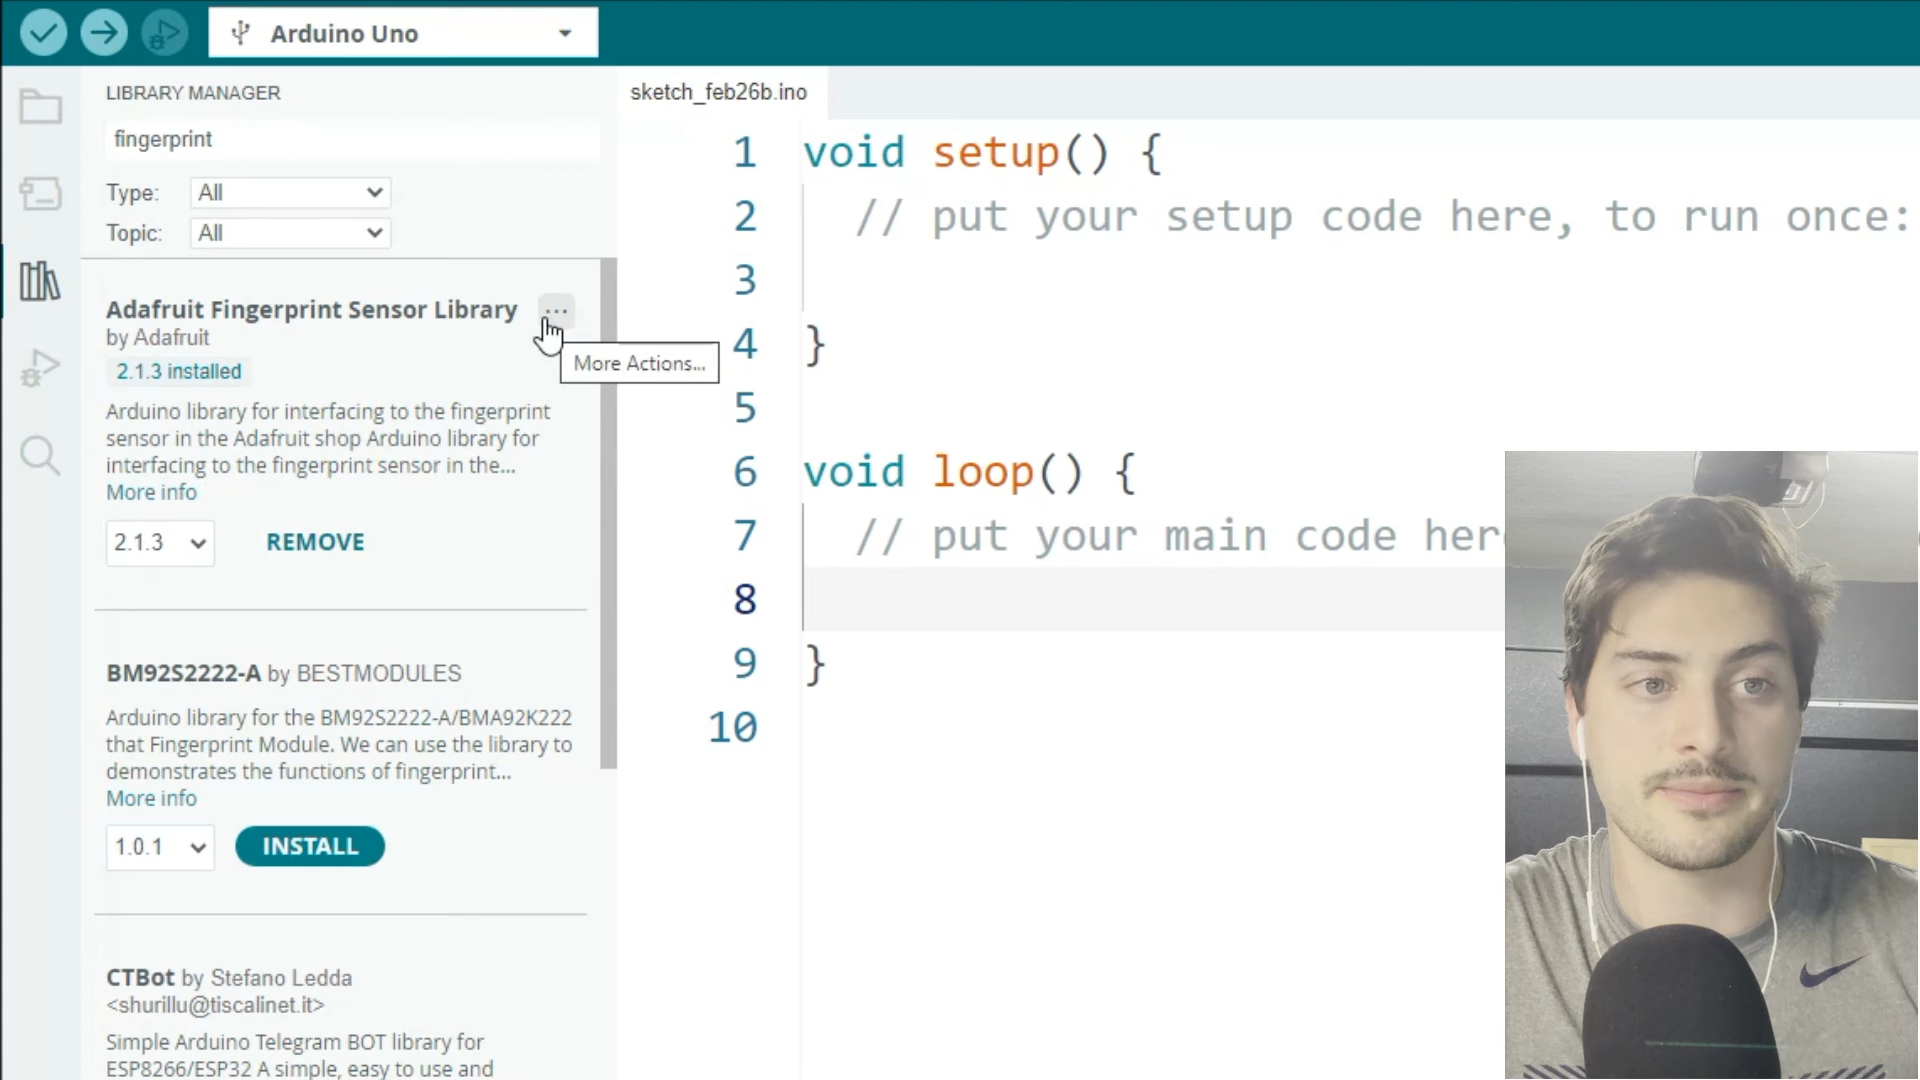 Arduino Uno
LIBRARY MANAGER
fingerprint
Type: All
Topic: All
Adafruit Fingerprint Sensor Library ...
by Adafruit
2.1.3 installed
More Actions...
Arduino library for interfacing to the fingerprint
sensor in the Adafruit shop Arduino library for
interfacing to the fingerprint sensor in the...
More info
2.1.3 REMOVE
BM92S2222-A by BESTMODULES
Arduino library for the BM92S2222-A/BMA92K222
that Fingerprint Module. We can use the library to
demonstrates the functions of fingerprint...
More info
1.0.1 INSTALL
CTBot by Stefano Ledda
<shurillu@tiscalinet.it>
Simple Arduino Telegram BOT library for
ESP8266/ESP32 A simple, easy to use and
sketch_feb26b.ino
1 void setup() {
2 // put your setup code here, to run once:
3
4 }
5
6 void loop() {
7 // put your main code her
8
9 }
10